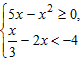 5x − x² ≥ 0,
x/3 − 2x < −4